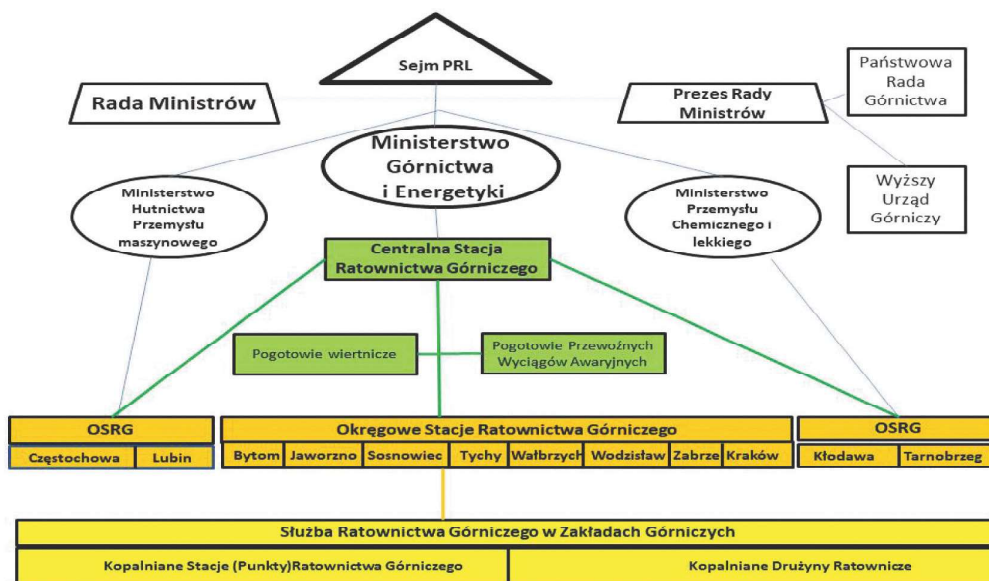 Sejm PRL
Rada Ministrów
Prezes Rady
Ministrów
Państwowa
Rada
Górnictwa
Ministerstwo
Górnictwa
i Energetyki
Ministerstwo
Hutnictwa
Przemysłu
maszynowego
Ministerstwo
Przemysłu
Chemicznego i
lekkiego
Wyższy
Urząd
Górniczy
Centralna Stacja
Ratownictwa Górniczego
Pogotowie wiertnicze
Pogotowie Przewoźnych
Wyciągów Awaryjnych
OSRG
Częstochowa
Lubin
Okręgowe Stacje Ratownictwa Górniczego
Bytom
Jaworzno
Sosnowiec
Tychy
Wałbrzych
Wodzisław
Zabrze
Kraków
OSRG
Kłodawa
Tarnobrzeg
Służba Ratownictwa Górniczego w Zakładach Górniczych
Kopalniane Stacje (Punkty)Ratownictwa Górniczego
Kopalniane Drużyny Ratownicze